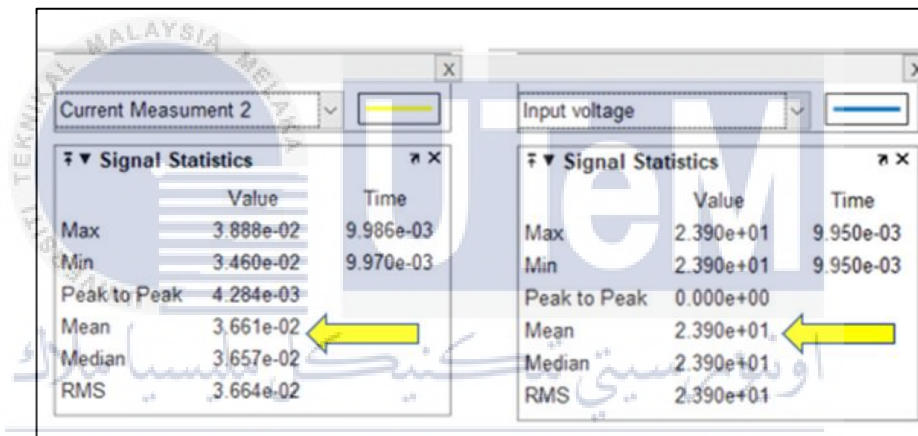 X
Current Measument 2
Signal Statistics
Value Time
Max 3.888e-02 9.986e-03
Min 3.460e-02 9.970e-03
Peak to Peak 4.284e-03
Mean 3.661e-02
Median 3.657e-02
RMS 3.664e-02
X
Input voltage
Signal Statistics
Value Time
Max 2.390e+01 9.950e-03
Min 2.390e+01 9.950e-03
Peak to Peak 0.000e+00
Mean 2.390e+01
Median 2.390e+01
RMS 2.390e+01
MALAYSIA MELAKA
TEKNIKAL
UTeM